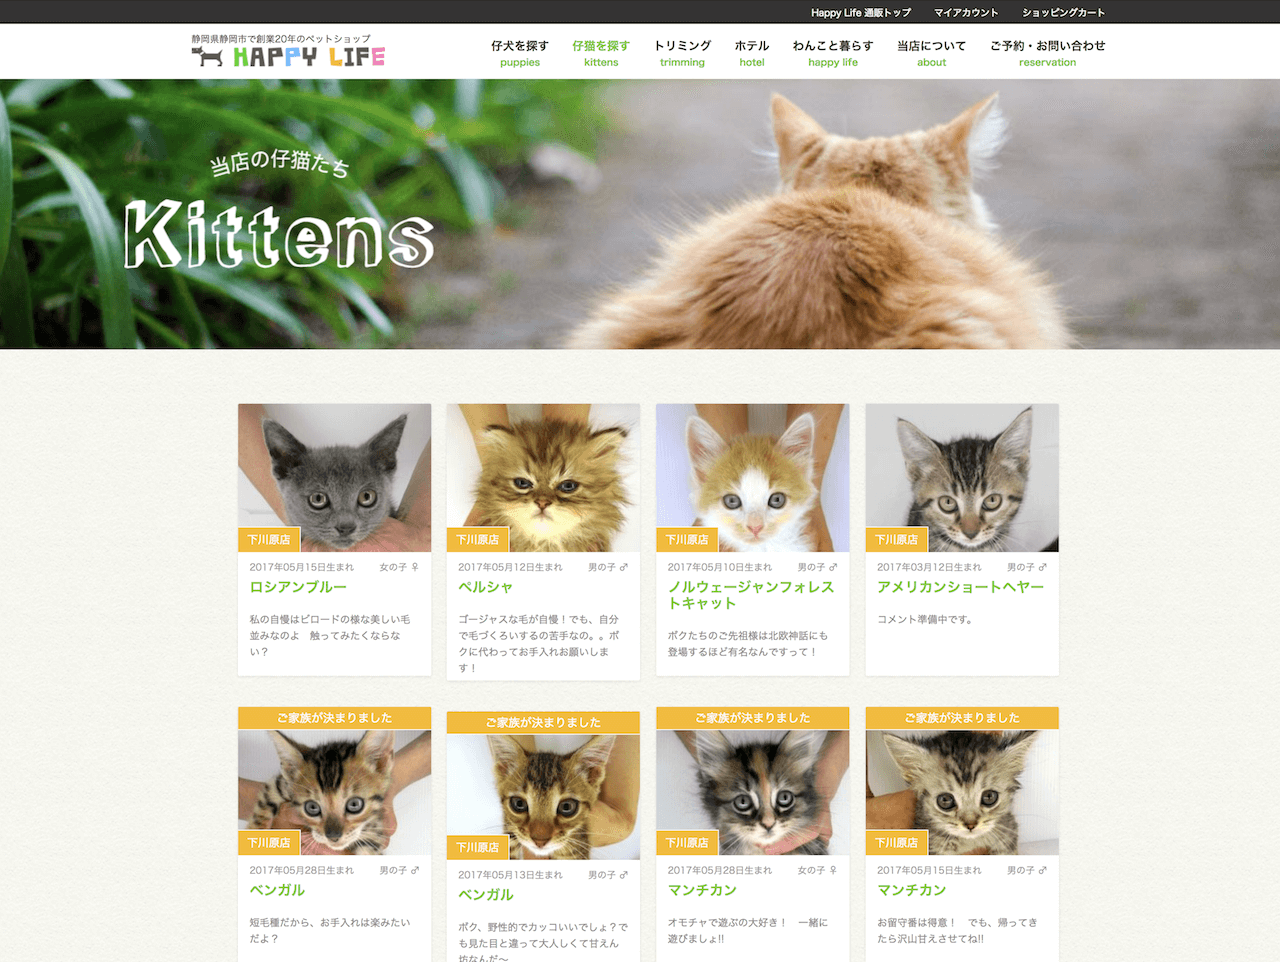 Happy Life 通販トップ マイアカウント ショッピングカート
静岡県静岡市で創業20年のペットショップ
HAPPY LIFE
仔犬を探す 仔猫を探す トリミング ホテル わんこと暮らす 当店について ご予約・お問い合わせ
puppies kittens trimming hotel happy life about reservation
当店の仔猫たち
Kittens
下川原店
2017年05月15日生まれ 女の子 ♀
ロシアンブルー
私の自慢はビロードの様な美しい毛
並みなのよ　触ってみたくならな
い？
下川原店
2017年05月12日生まれ 男の子 ♂
ペルシャ
ゴージャスな毛が自慢！でも、自分
で毛づくろいするの苦手なの。。ボ
クに代わってお手入れお願いしま
す！
下川原店
2017年05月10日生まれ 男の子 ♂
ノルウェージャンフォレス
トキャット
ボクたちのご先祖様は北欧神話にも
登場するほど有名なんですって！
下川原店
2017年03月12日生まれ 男の子 ♂
アメリカンショートヘヤー
コメント準備中です。
ご家族が決まりました
下川原店
2017年05月28日生まれ 男の子 ♂
ベンガル
短毛種だから、お手入れは楽みたい
だよ？
ご家族が決まりました
下川原店
2017年05月13日生まれ 男の子 ♂
ベンガル
ボク、野性的でカッコいいでしょ？で
も見た目と違って大人しくて甘えん
坊なんだ～
ご家族が決まりました
下川原店
2017年05月28日生まれ 女の子 ♀
マンチカン
オモチャで遊ぶの大好き！　一緒に
遊びましょ!!
ご家族が決まりました
下川原店
2017年05月15日生まれ 男の子 ♂
マンチカン
お留守番は得意！　でも、帰ってき
たら沢山甘えさせてね!!